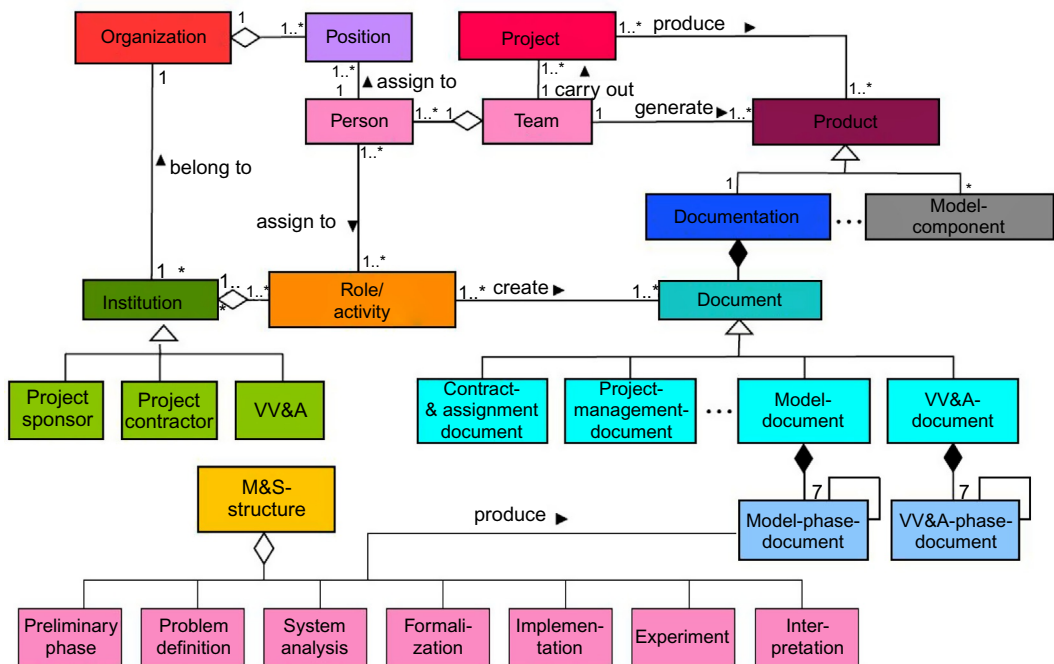 Organization
1
1..*
Position
Project
1..*
produce
1
1..*
1
assign to
1..*
1
carry out
1..*
Person
1..*
1
Team
1
generate
1..*
Product
1..*
belong to
assign to
1
*
Documentation
...
Model-
component
1..*
1 *
1..
*
1..*
Institution
Role/
activity
1..*
create
1..*
Document
Project
sponsor
Project
contractor
VV&A
Contract-
& assignment
document
Project-
management-
document
...
Model-
document
VV&A-
document
M&S-
structure
produce
7
7
Model-phase-
document
VV&A-phase-
document
Preliminary
phase
Problem
definition
System
analysis
Formali-
zation
Implemen-
tation
Experiment
Inter-
pretation